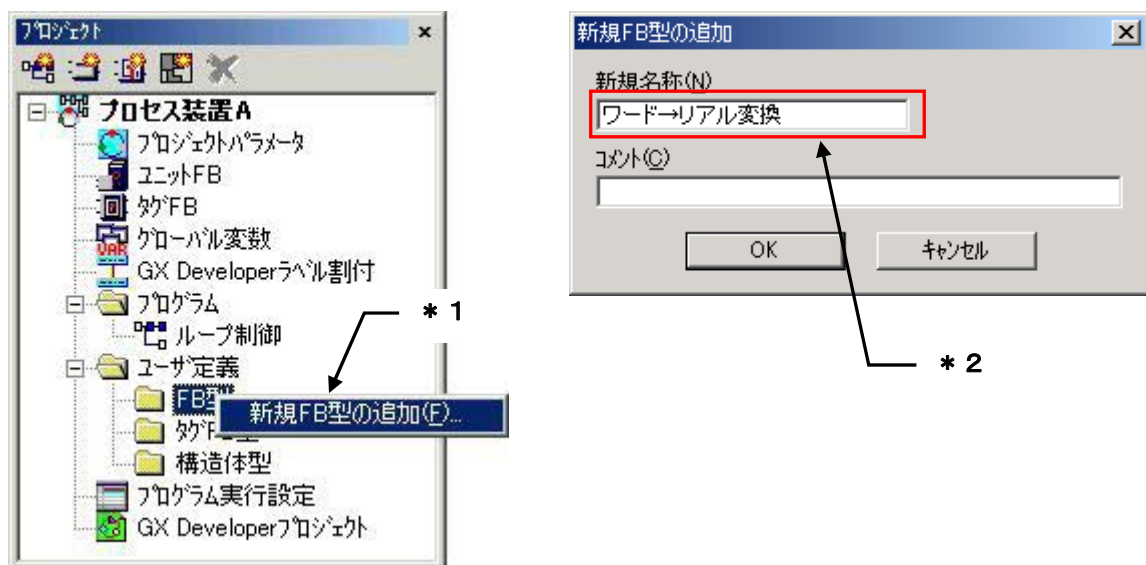 プロジェクト
プロセス装置A
プロジェクトパラメータ
ユニットFB
タグFB
グローバル変数
GX Developerラベル割付
プログラム
ループ制御
ユーザ定義
FB型
新規FB型の追加(F)...
構造体型
プログラム実行設定
GX Developerプロジェクト
*1
新規FB型の追加
新規名称(N)
ワード→リアル変換
コメント(C)
OK
キャンセル
*2